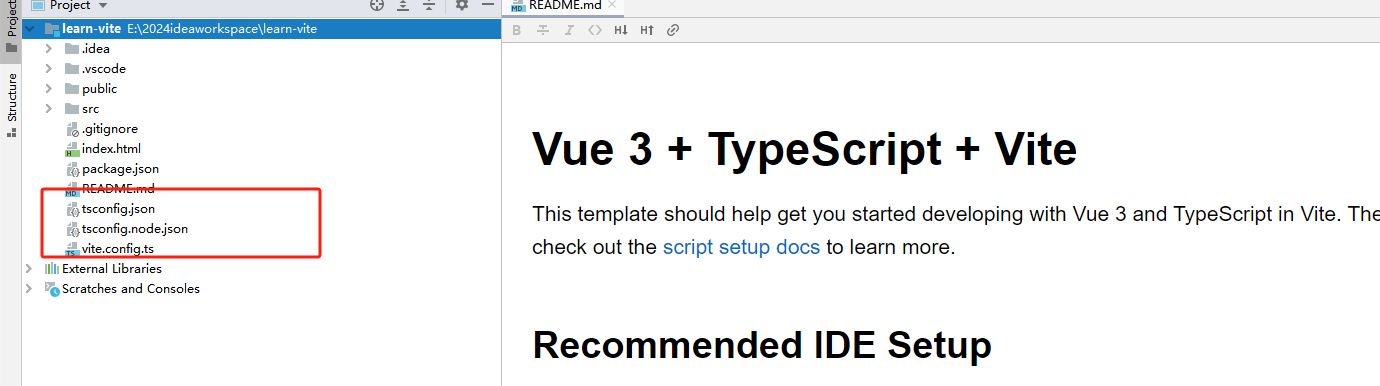 Project
Project
README.md
learn-vite E:\2024ideaworkspace\learn-vite
B I <> H↓ H↑
.idea
.vscode
public
src
.gitignore
index.html
package.json
README.md
tsconfig.json
tsconfig.node.json
vite.config.ts
External Libraries
Scratches and Consoles
Structure
Vue 3 + TypeScript + Vite
This template should help get you started developing with Vue 3 and TypeScript in Vite. The
check out the script setup docs to learn more.
Recommended IDE Setup